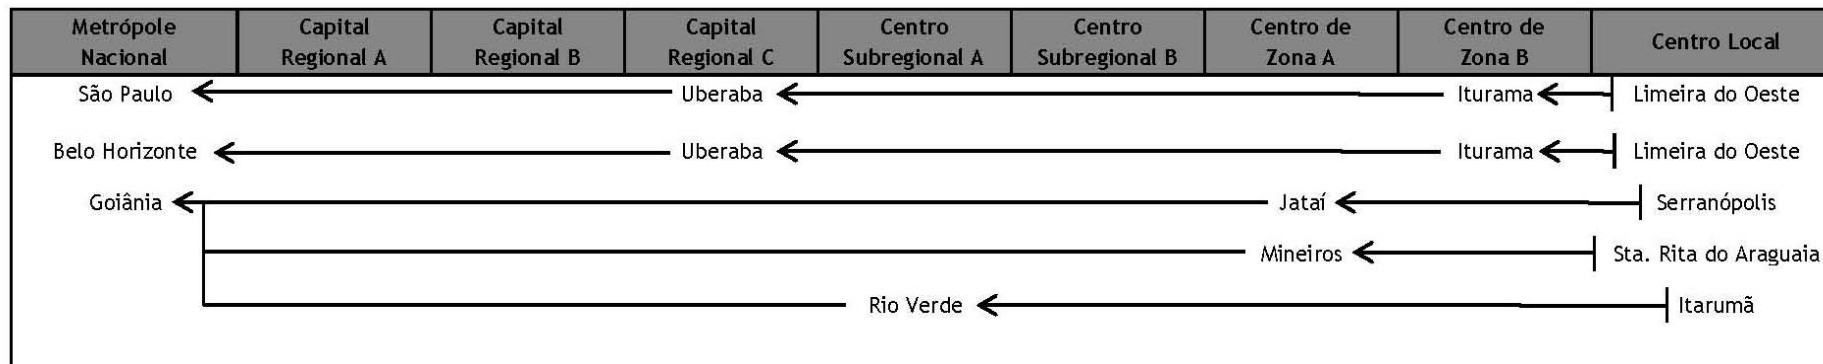 Metrópole Nacional
Capital Regional A
Capital Regional B
Capital Regional C
Centro Subregional A
Centro Subregional B
Centro de Zona A
Centro de Zona B
Centro Local
São Paulo Uberaba Iturama Limeira do Oeste
Belo Horizonte Uberaba Iturama Limeira do Oeste
Goiânia Jataí Serranópolis
Mineiros Sta. Rita do Araguaia
Rio Verde Itarumã